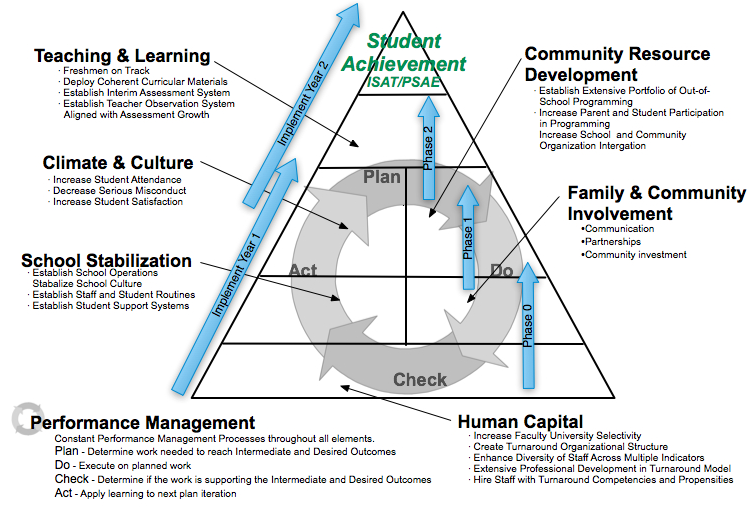 Student
Achievement
ISAT/PSAE
Teaching & Learning
· Freshmen on Track
· Deploy Coherent Curricular Materials
· Establish Interim Assessment System
· Establish Teacher Observation System
Aligned with Assessment Growth
Climate & Culture
· Increase Student Attendance
· Decrease Serious Misconduct
· Increase Student Satisfaction
School Stabilization
· Establish School Operations
Stabalize School Culture
· Establish Staff and Student Routines
· Establish Student Support Systems
Implement Year 2
Implement Year 1
Community Resource
Development
· Establish Extensive Portfolio of Out-of-
School Programming
· Increase Parent and Student Participation
in Programming
Increase School and Community
Organization Intergation
Family & Community
Involvement
•Communication
•Partnerships
•Community investment
Phase 2
Phase 1
Phase 0
Plan
Do
Check
Act
Performance Management
Constant Performance Management Processes throughout all elements.
Plan - Determine work needed to reach Intermediate and Desired Outcomes
Do - Execute on planned work
Check - Determine if the work is supporting the Intermediate and Desired Outcomes
Act - Apply learning to next plan iteration
Human Capital
· Increase Faculty University Selectivity
· Create Turnaround Organizational Structure
· Enhance Diversity of Staff Across Multiple Indicators
· Extensive Professional Development in Turnaround Model
· Hire Staff with Turnaround Competencies and Propensities